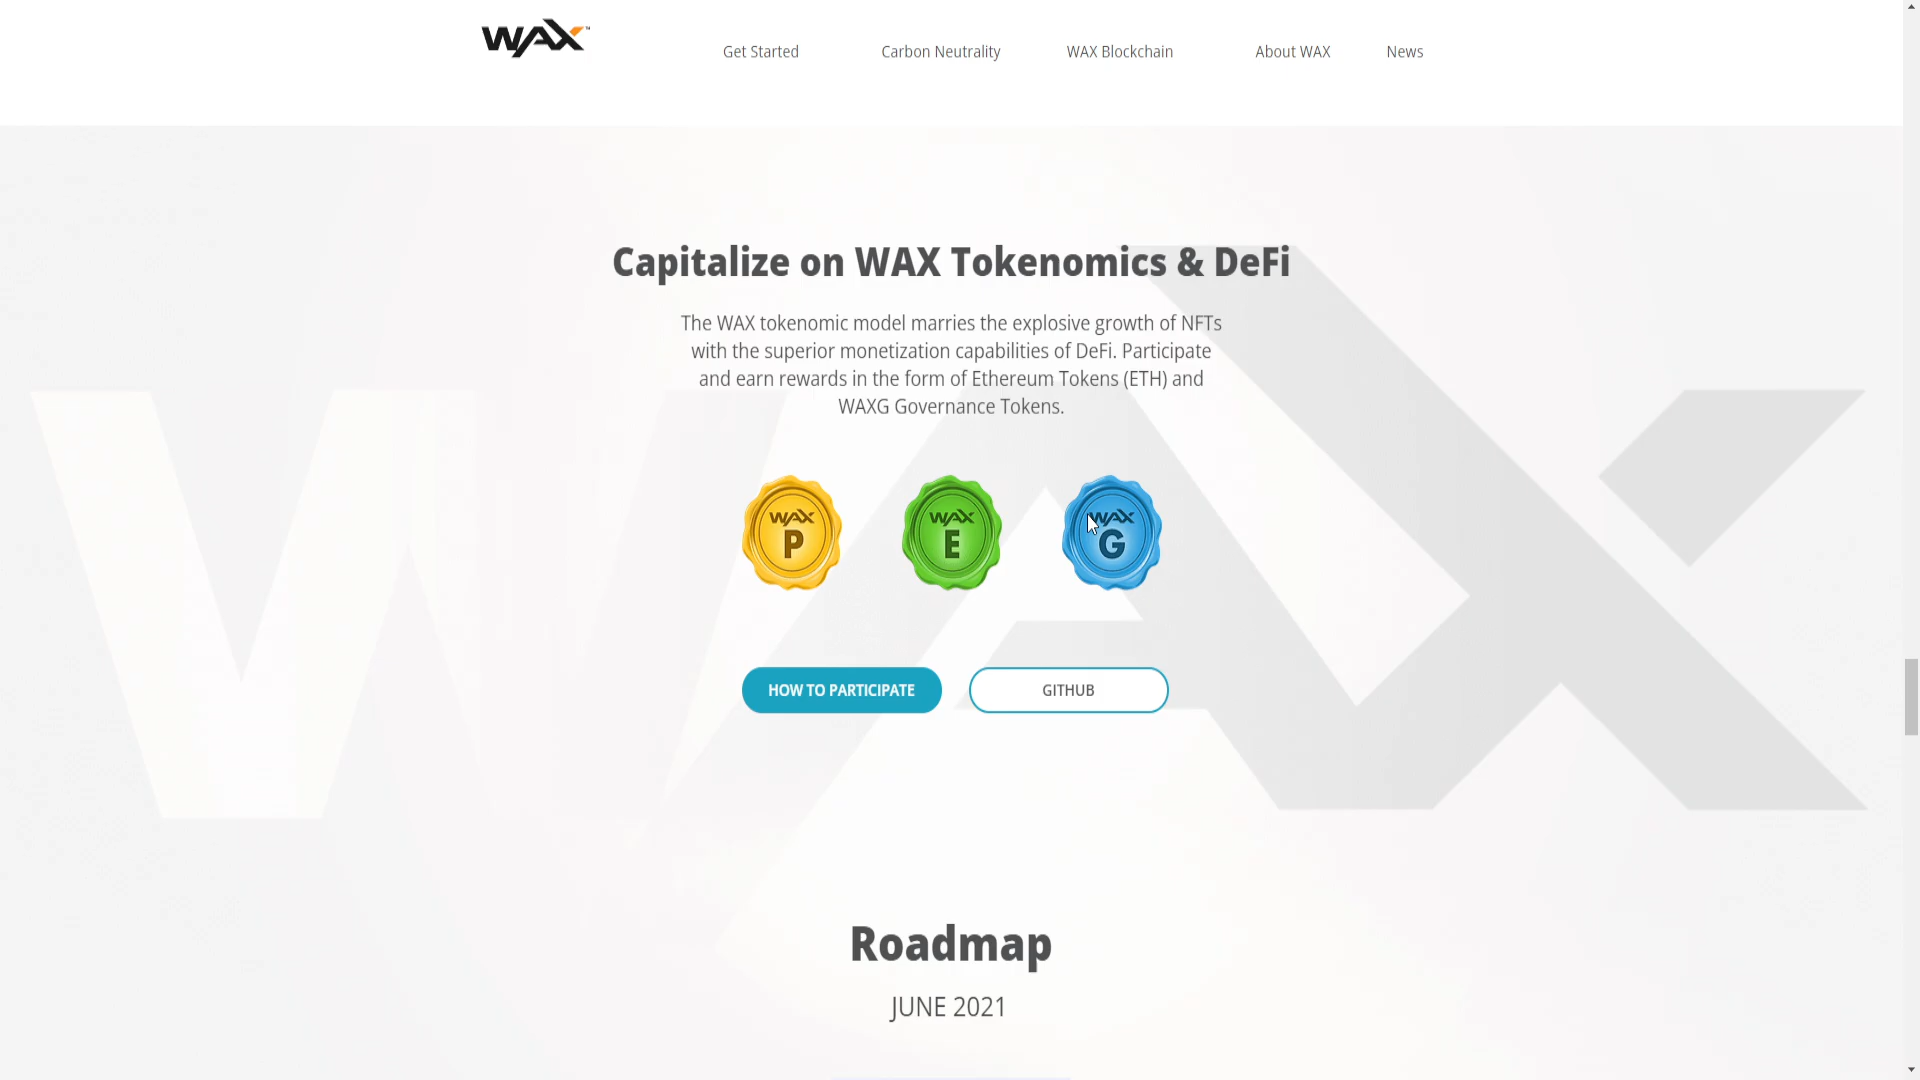 WAX™
Get Started
Carbon Neutrality
WAX Blockchain
About WAX
News
Capitalize on WAX Tokenomics & DeFi
The WAX tokenomic model marries the explosive growth of NFTs
with the superior monetization capabilities of DeFi. Participate
and earn rewards in the form of Ethereum Tokens (ETH) and
WAXG Governance Tokens.
WAX
P
WAX
E
WAX
G
HOW TO PARTICIPATE
GITHUB
WAX
Roadmap
JUNE 2021